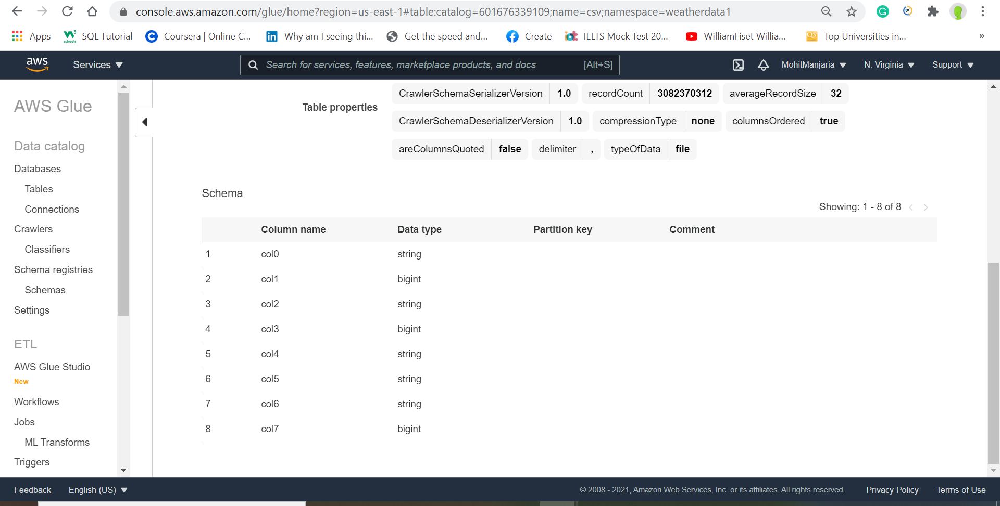 console.aws.amazon.com/glue/home?region=us-east-1#table:catalog=601676339109;name=csv;namespace=weatherdata1
Apps SQL Tutorial Coursera | Online C... Why am I seeing thi... Get the speed and... Create IELTS Mock Test 20... WilliamFiset Willia... Top Universities in... »
aws Services Search for services, features, marketplace products, and docs [Alt+S] MohitManjaria N. Virginia Support
AWS Glue
Data catalog
Databases
Tables
Connections
Crawlers
Classifiers
Schema registries
Schemas
Settings
ETL
AWS Glue Studio
New
Workflows
Jobs
ML Transforms
Triggers
Table properties
CrawlerSchemaSerializerVersion 1.0 recordCount 3082370312 averageRecordSize 32
CrawlerSchemaDeserializerVersion 1.0 compressionType none columnsOrdered true
areColumnsQuoted false delimiter , typeOfData file
Schema
Showing: 1 - 8 of 8 < >
Column name Data type Partition key Comment
1 col0 string
2 col1 bigint
3 col2 string
4 col3 bigint
5 col4 string
6 col5 string
7 col6 string
8 col7 bigint
Feedback English (US) © 2008 - 2021, Amazon Web Services, Inc. or its affiliates. All rights reserved. Privacy Policy Terms of Use